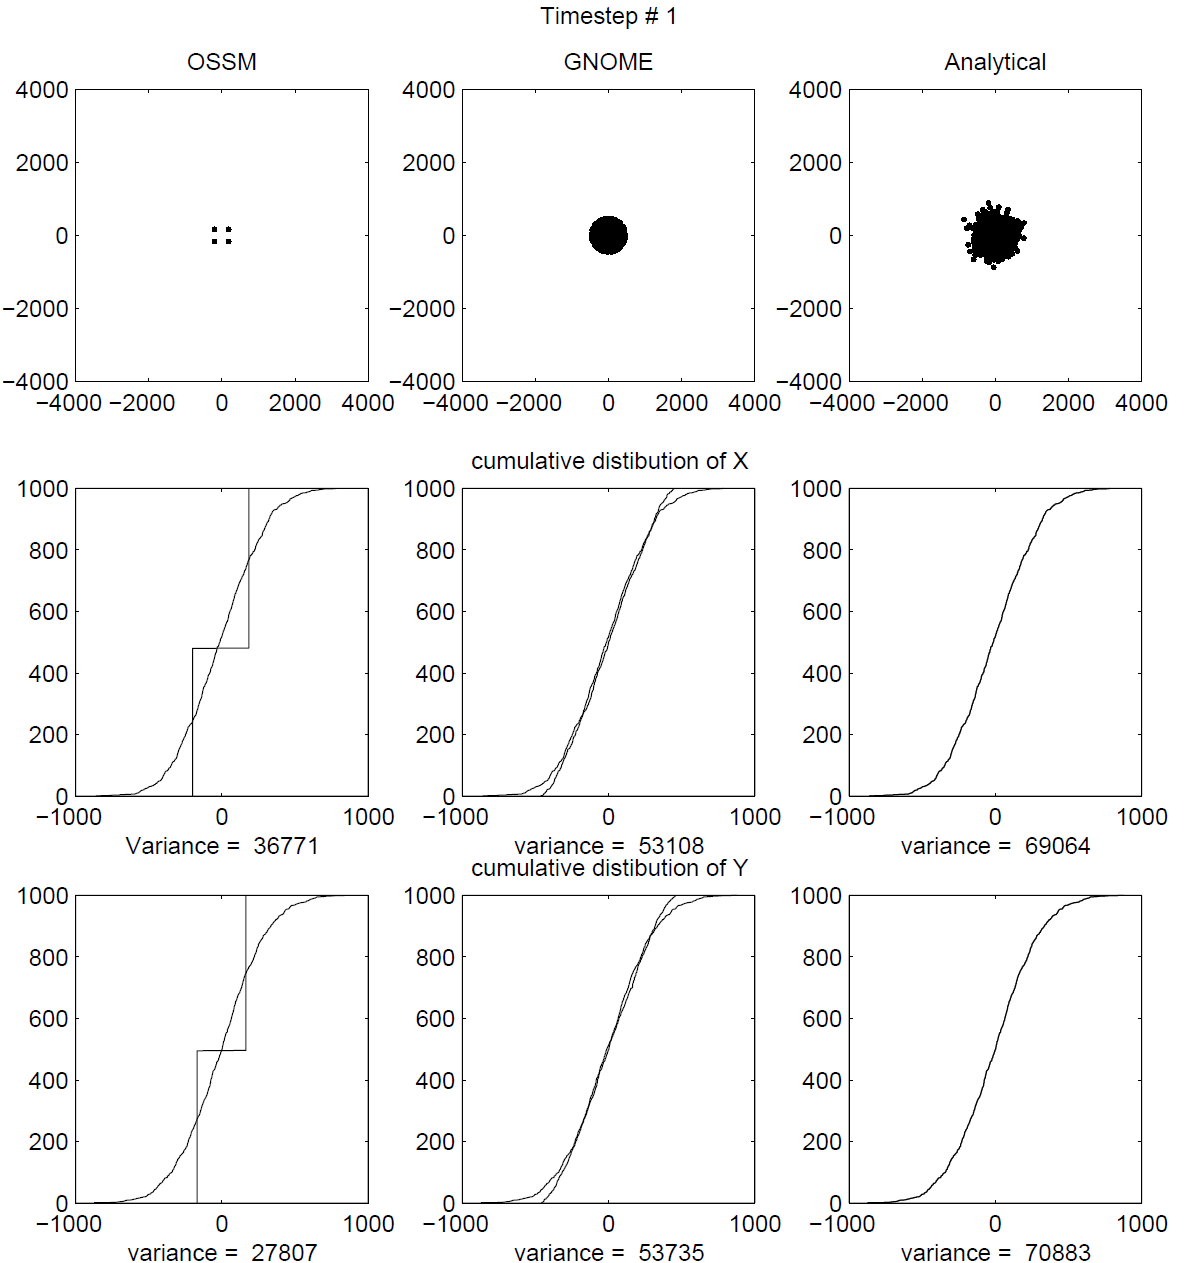 Timestep # 1
OSSM GNOME Analytical
4000 4000 4000
2000 2000 2000
0 0 0
−2000 −2000 −2000
−4000 −4000 −4000
−4000 −2000 0 2000 4000 −4000 −2000 0 2000 4000 −4000 −2000 0 2000 4000
cumulative distibution of X
1000 1000 1000
800 800 800
600 600 600
400 400 400
200 200 200
0 0 0
−1000 0 1000 −1000 0 1000 −1000 0 1000
Variance = 36771 variance = 53108 variance = 69064
cumulative distibution of Y
1000 1000 1000
800 800 800
600 600 600
400 400 400
200 200 200
0 0 0
−1000 0 1000 −1000 0 1000 −1000 0 1000
variance = 27807 variance = 53735 variance = 70883